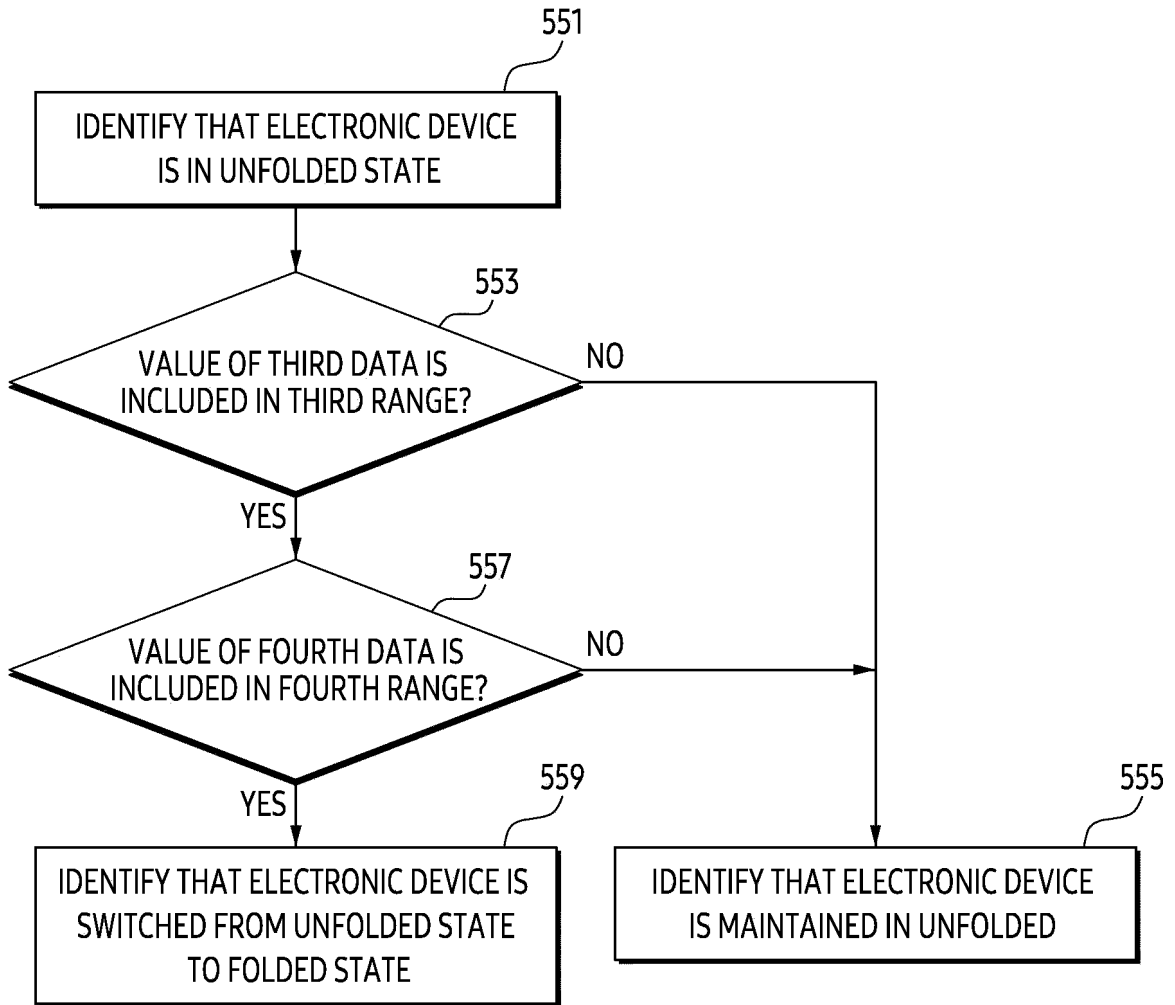 551
IDENTIFY THAT ELECTRONIC DEVICE
IS IN UNFOLDED STATE
553
VALUE OF THIRD DATA IS
INCLUDED IN THIRD RANGE?
NO
YES
557
VALUE OF FOURTH DATA IS
INCLUDED IN FOURTH RANGE?
NO
YES
559
IDENTIFY THAT ELECTRONIC DEVICE IS
SWITCHED FROM UNFOLDED STATE
TO FOLDED STATE
555
IDENTIFY THAT ELECTRONIC DEVICE
IS MAINTAINED IN UNFOLDED